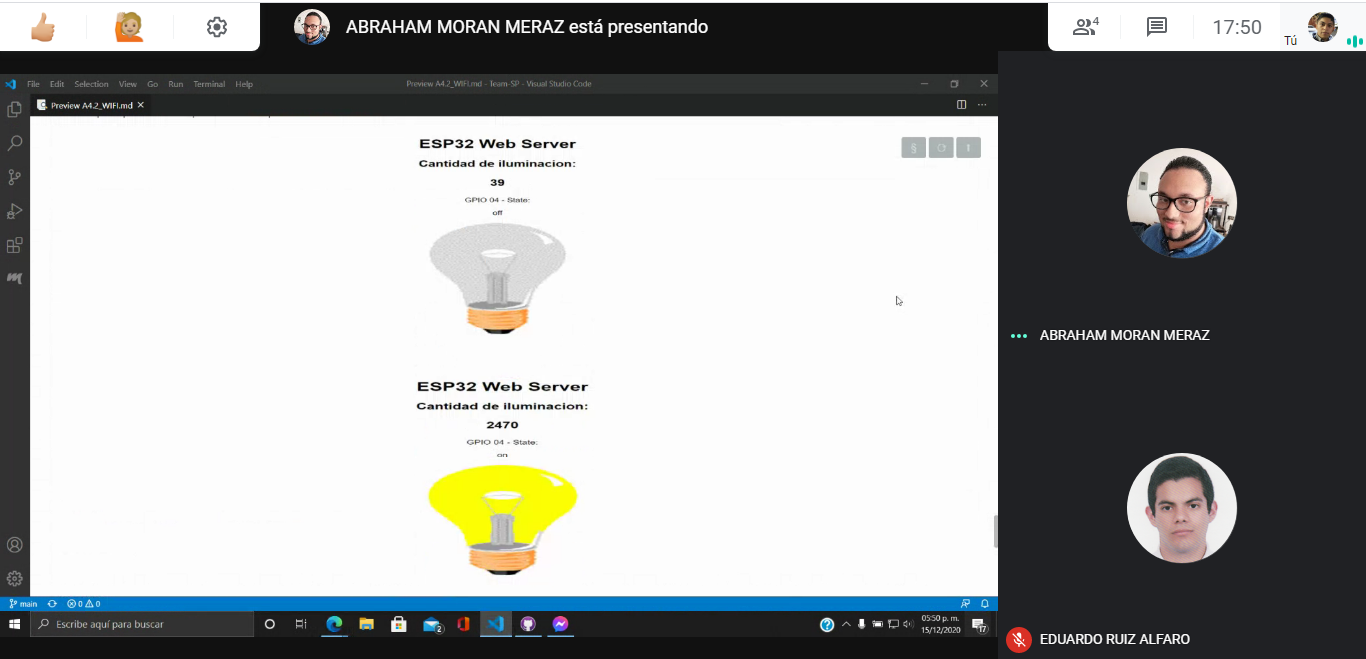 ABRAHAM MORAN MERAZ está presentando
4
17:50
Tú
File Edit Selection View Go Run Terminal Help
Preview A4.2_WIFI.md - Team-SP - Visual Studio Code
Preview A4.2_WIFI.md
ESP32 Web Server
Cantidad de iluminacion:
39
GPIO 04 - State:
off
ESP32 Web Server
Cantidad de iluminacion:
2470
GPIO 04 - State:
on
ABRAHAM MORAN MERAZ
EDUARDO RUIZ ALFARO
main 0 0
Escribe aquí para buscar
2
05:50 p. m.
15/12/2020
17